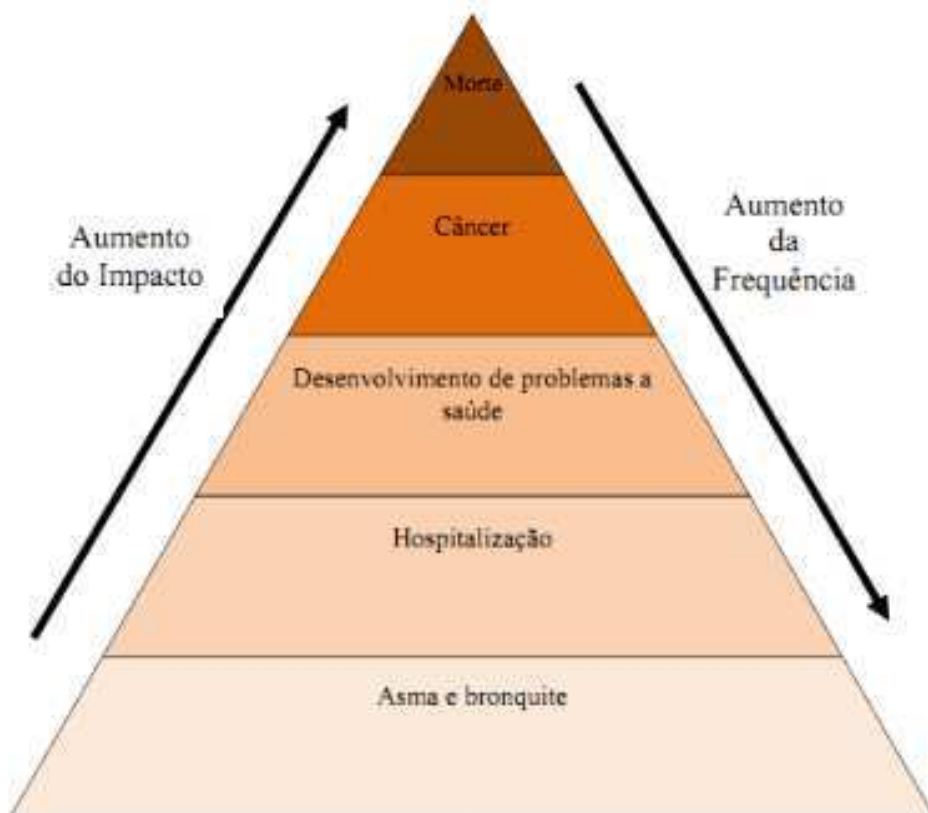 Morte
Câncer
Aumento
do Impacto
Aumento
da
Frequência
Desenvolvimento de problemas a
saúde
Hospitalização
Asma e bronquite